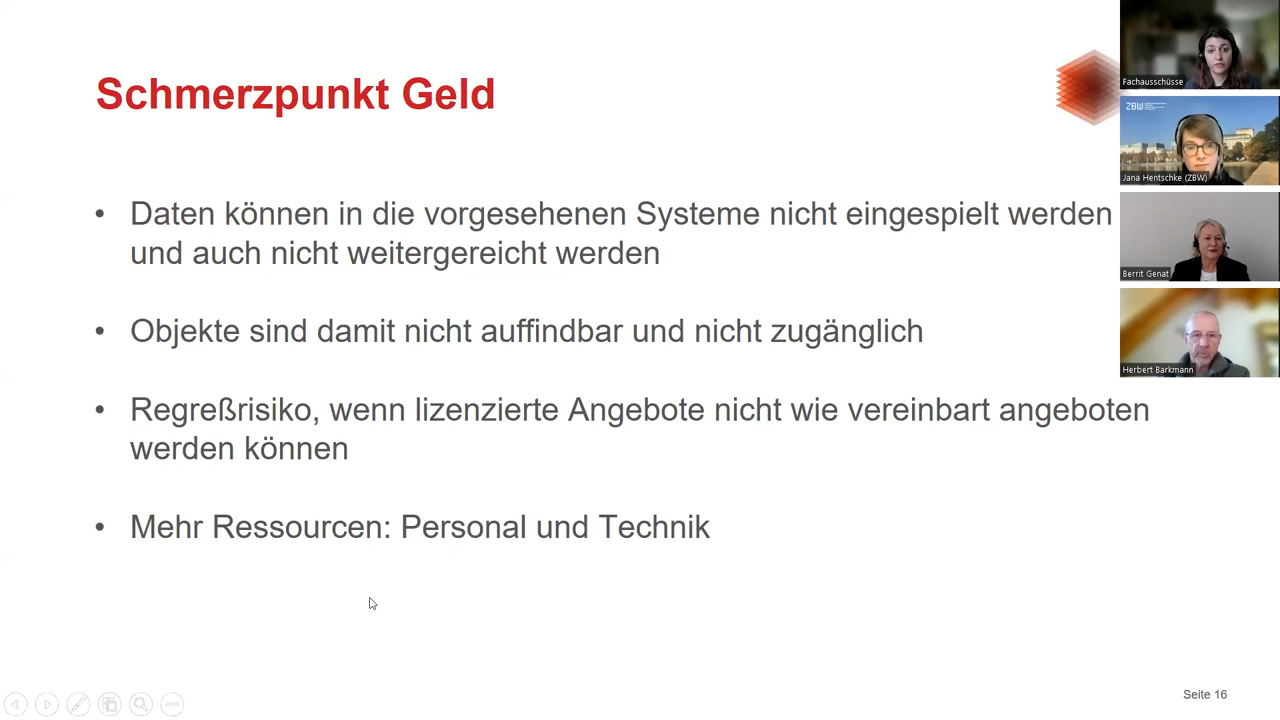 Schmerzpunkt Geld
• Daten können in die vorgesehenen Systeme nicht eingespielt werden
und auch nicht weitergereicht werden
• Objekte sind damit nicht auffindbar und nicht zugänglich
• Regreßrisiko, wenn lizenzierte Angebote nicht wie vereinbart angeboten
werden können
• Mehr Ressourcen: Personal und Technik
Seite 16
Fachausschüsse
ZBW
Jana Hentschke (ZBW)
Berrit Genat
Herbert Barkmann